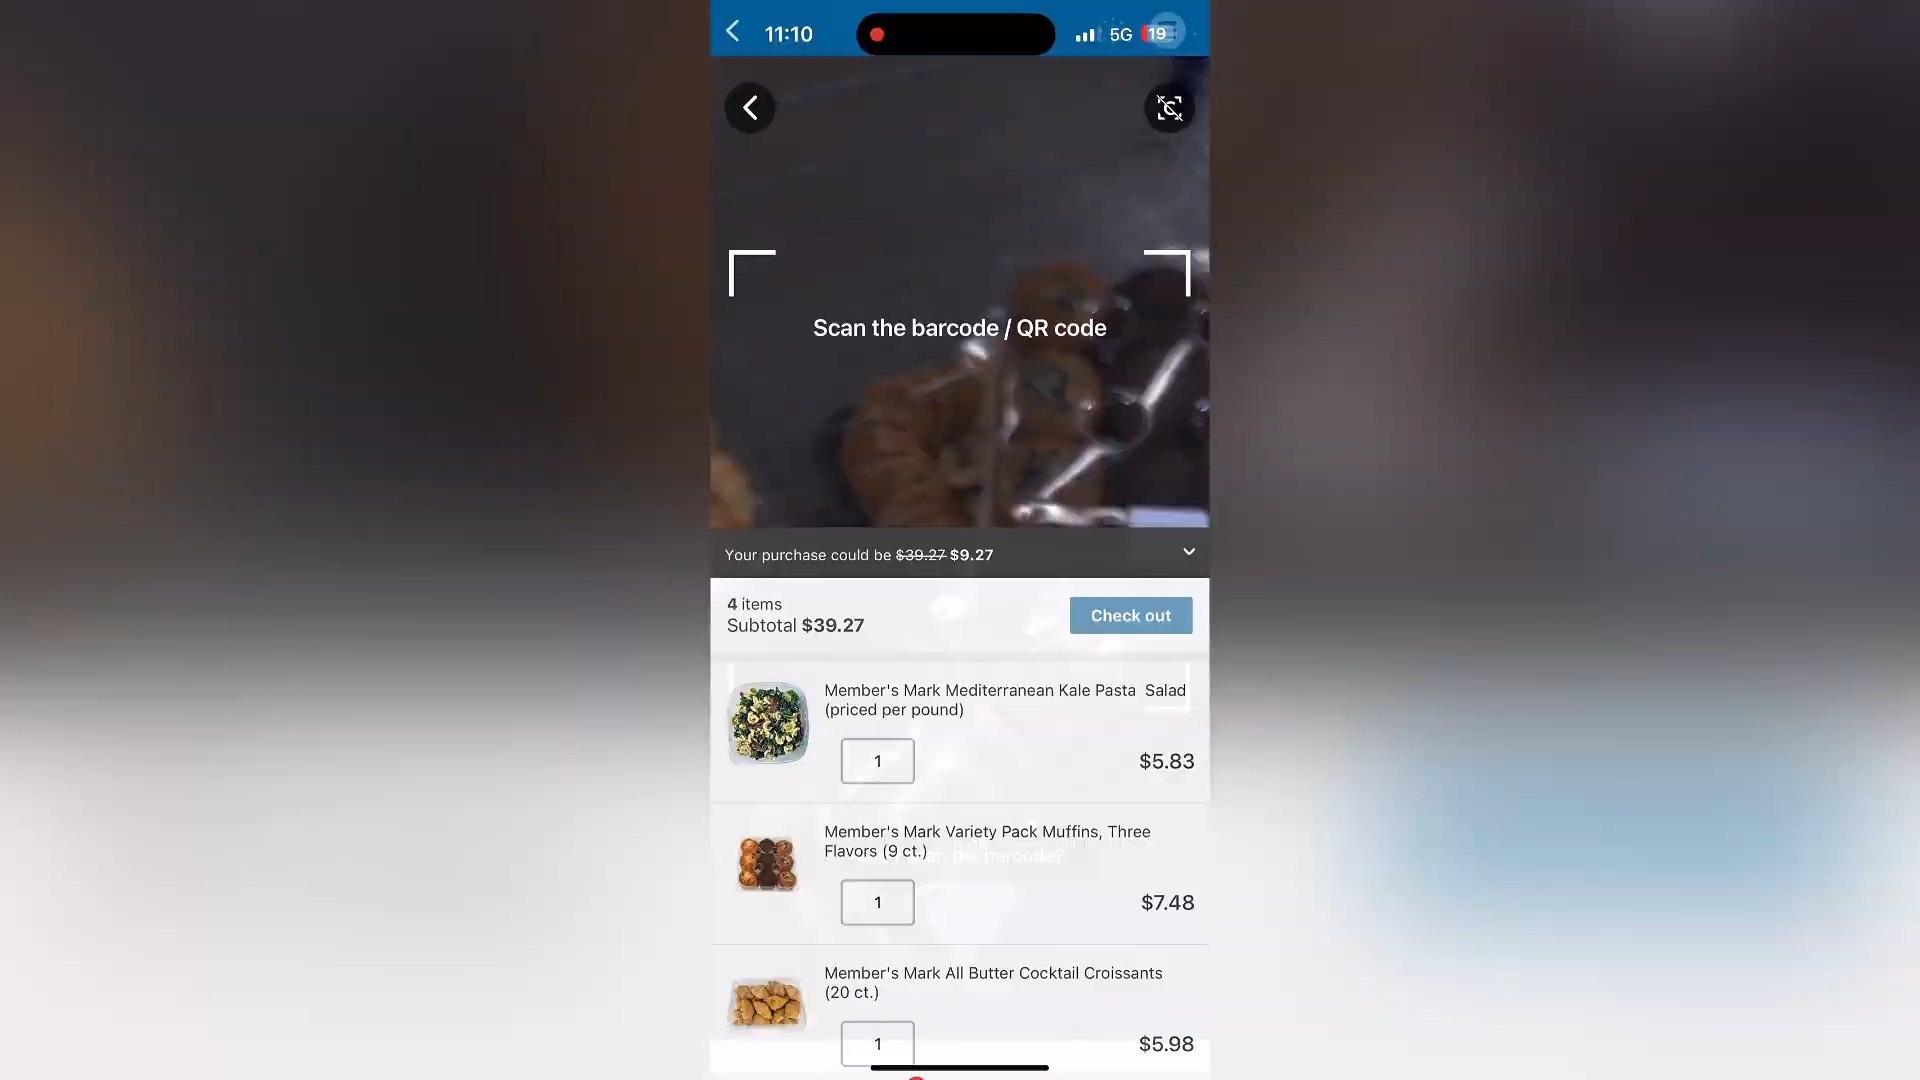 11:10
5G
19
Scan the barcode / QR code
Your purchase could be $39.27 $9.27
4 items
Subtotal $39.27
Check out
Member's Mark Mediterranean Kale Pasta Salad
(priced per pound)
1
$5.83
Member's Mark Variety Pack Muffins, Three
Flavors (9 ct.)
barcode?
1
$7.48
Member's Mark All Butter Cocktail Croissants
(20 ct.)
1
$5.98